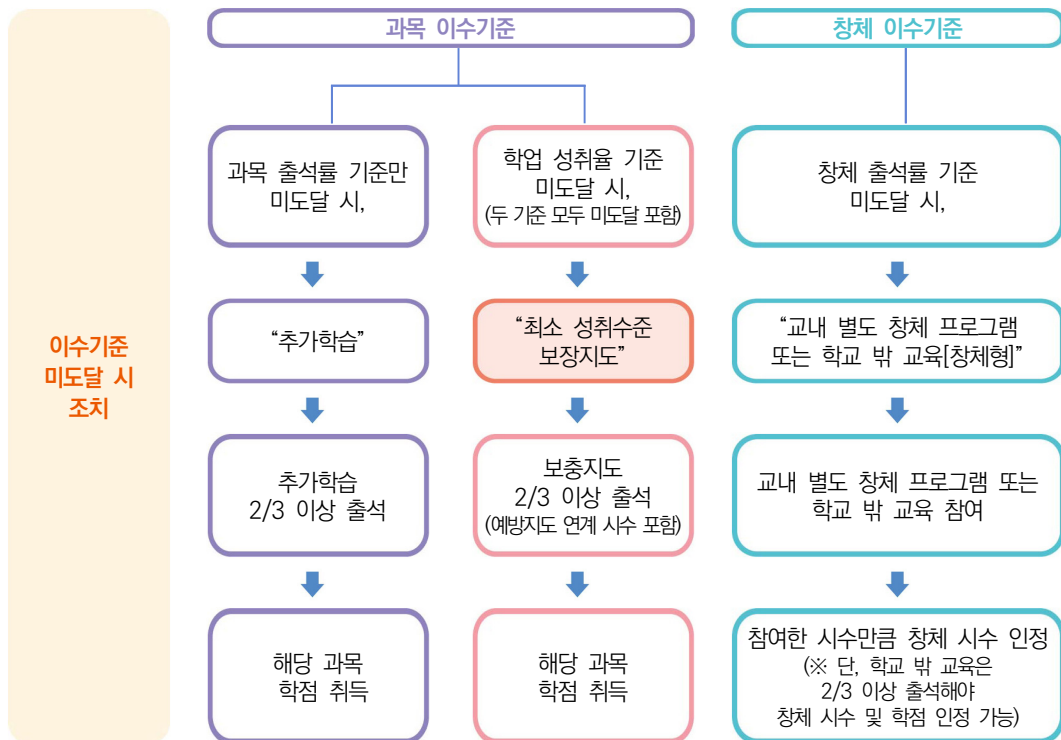 이수기준
미도달 시
조치
과목 이수기준
과목 출석률 기준만
미도달 시,
“추가학습”
추가학습
2/3 이상 출석
해당 과목
학점 취득
학업 성취율 기준
미도달 시,
(두 기준 모두 미도달 포함)
“최소 성취수준
보장지도”
보충지도
2/3 이상 출석
(예방지도 연계 시수 포함)
해당 과목
학점 취득
창체 이수기준
창체 출석률 기준
미도달 시,
“교내 별도 창체 프로그램
또는 학교 밖 교육[창체형]”
교내 별도 창체 프로그램 또는
학교 밖 교육 참여
참여한 시수만큼 창체 시수 인정
(※ 단, 학교 밖 교육은
2/3 이상 출석해야
창체 시수 및 학점 인정 가능)